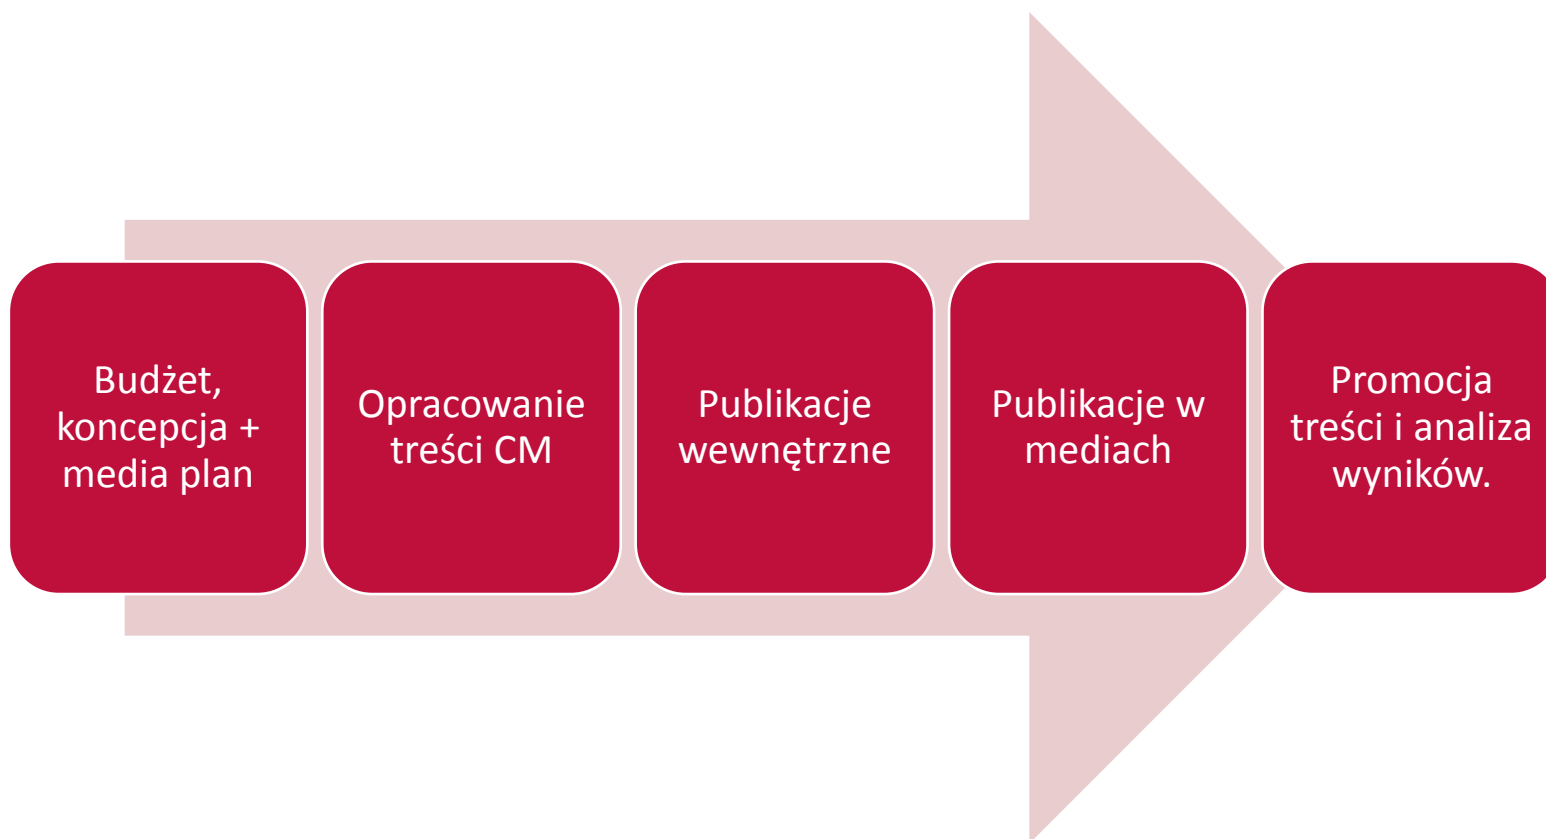 Budżet,
koncepcja +
media plan
Opracowanie
treści CM
Publikacje
wewnętrzne
Publikacje w
mediach
Promocja
treści i analiza
wyników.